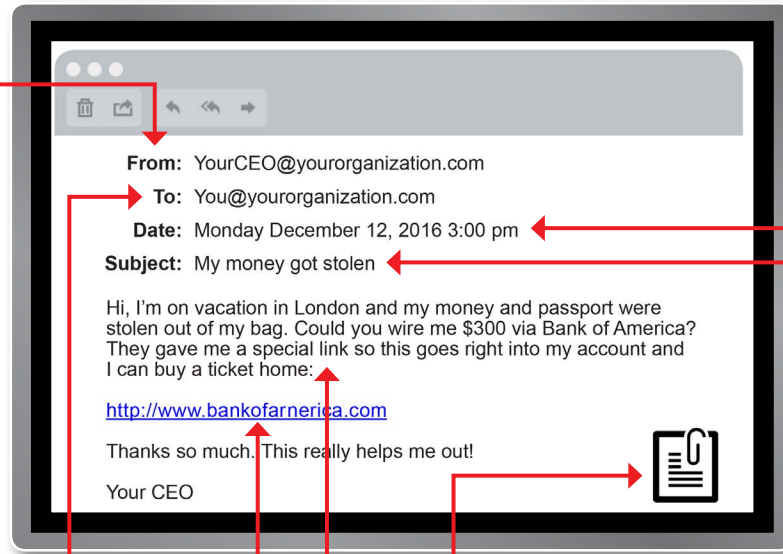 From: YourCEO@yourorganization.com
To: You@yourorganization.com
Date: Monday December 12, 2016 3:00 pm
Subject: My money got stolen
Hi, I'm on vacation in London and my money and passport were
stolen out of my bag. Could you wire me $300 via Bank of America?
They gave me a special link so this goes right into my account and
I can buy a ticket home:
http://www.bankofarnerica.com
Thanks so much. This really helps me out!
Your CEO